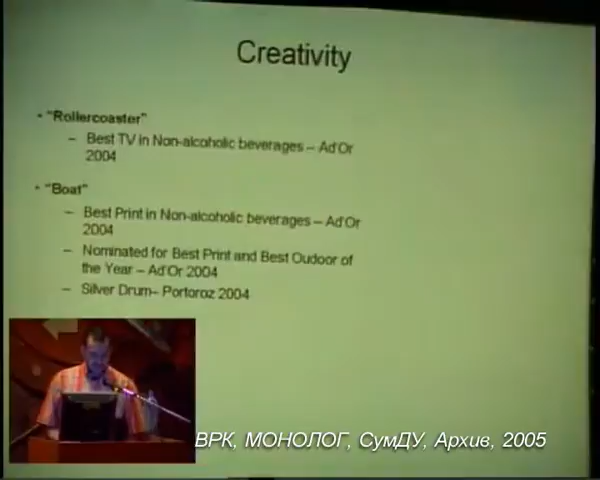 Creativity
• "Rollercoaster"
– Best TV in Non-alcoholic beverages – Ad'Or
2004
• "Boat"
– Best Print in Non-alcoholic beverages – Ad'Or
2004
– Nominated for Best Print and Best Oudoor of
the Year – Ad'Or 2004
– Silver Drum– Portoroz 2004
ВРК, МОНОЛОГ, СумДУ, Архив, 2005